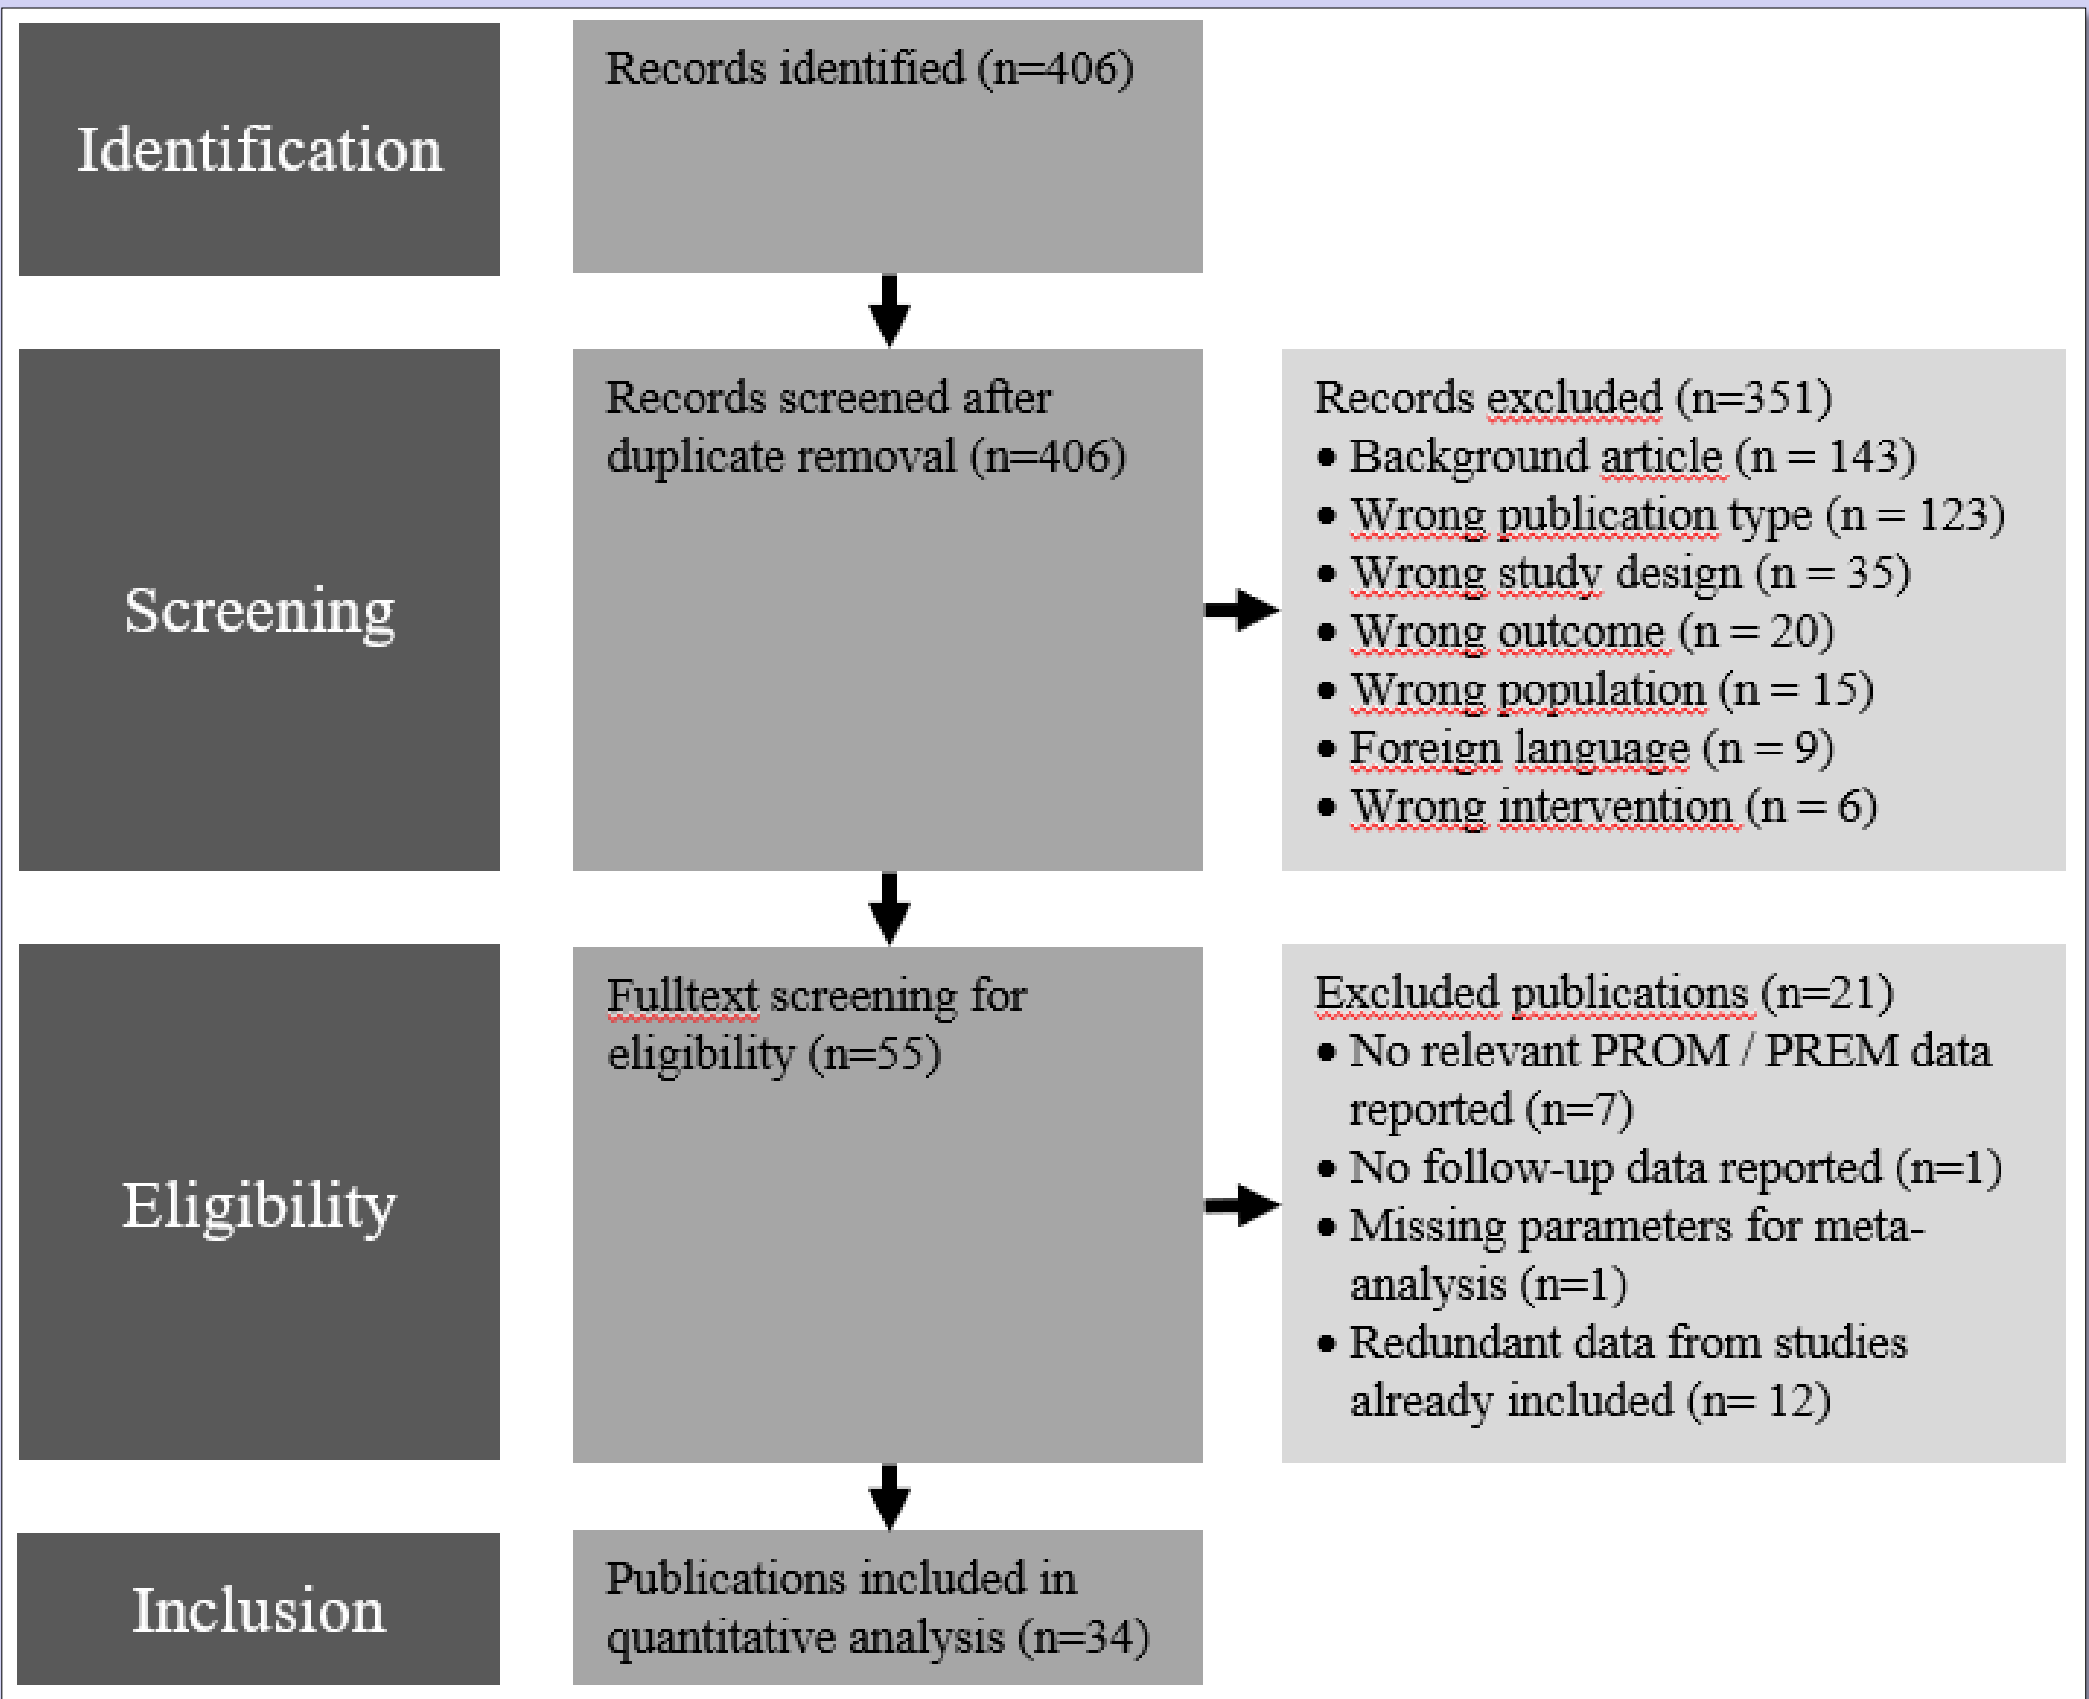 Identification
Records identified (n=406)
Screening
Records screened after
duplicate removal (n=406)
Records excluded (n=351)
• Background article (n = 143)
• Wrong publication type (n = 123)
• Wrong study design (n = 35)
• Wrong outcome (n = 20)
• Wrong population (n = 15)
• Foreign language (n = 9)
• Wrong intervention (n = 6)
Eligibility
Fulltext screening for
eligibility (n=55)
Excluded publications (n=21)
• No relevant PROM / PREM data
reported (n=7)
• No follow-up data reported (n=1)
• Missing parameters for meta-
analysis (n=1)
• Redundant data from studies
already included (n= 12)
Inclusion
Publications included in
quantitative analysis (n=34)